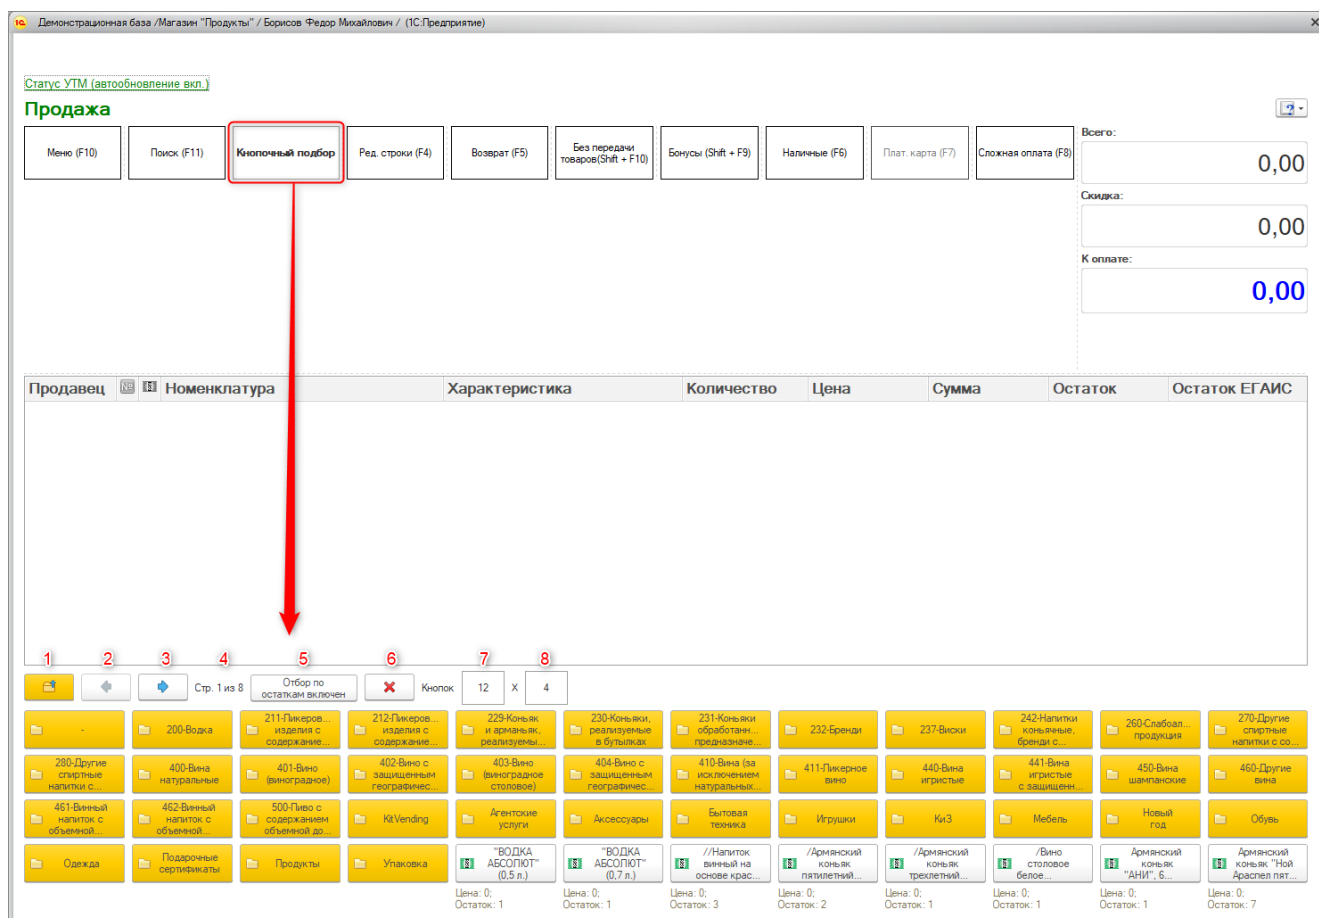 Демонстрационная база /Магазин "Продукты" / Борисов Федор Михайлович / (1С:Предприятие)
Статус УТМ (автообновление вкл.)
Продажа
Меню (F10)
Поиск (F11)
Кнопочный подбор
Ред. строки (F4)
Возврат (F5)
Без передачи
товаров(Shift + F10)
Бонусы (Shift + F9)
Наличные (F6)
Плат. карта (F7)
Сложная оплата (F8)
Всего:
0,00
Скидка:
0,00
К оплате:
0,00
Продавец № Номенклатура Характеристика Количество Цена Сумма Остаток Остаток ЕГАИС
1 2 3 4 5 6 7 8
Стр. 1 из 8
Отбор по
остаткам включен
Кнопок 12 X 4
-
200-Водка
211-Ликеров...
изделия с
содержание...
212-Ликеров...
изделия с
содержание...
229-Коньяк
и арманьяк,
реализуемы...
230-Коньяки,
реализуемые
в бутылках
231-Коньяки
обработанн...
предназначе...
232-Бренди
237-Виски
242-Напитки
коньячные,
бренди с...
260-Слабоал...
продукция
270-Другие
спиртные
напитки с со...
280-Другие
спиртные
напитки с...
400-Вина
натуральные
401-Вино
(виноградное)
402-Вино с
защищенным
географичес...
403-Вино
(виноградное
столовое)
404-Вино с
защищенным
географичес...
410-Вина (за
исключением
натуральных...
411-Ликерное
вино
440-Вина
игристые
441-Вина
игристые
с защищенн...
450-Вина
шампанские
460-Другие
вина
461-Винный
напиток с
объемной...
462-Винный
напиток с
объемной...
500-Пиво с
содержанием
объемной до...
KitVending
Агентские
услуги
Аксессуары
Бытовая
техника
Игрушки
КиЗ
Мебель
Новый
год
Обувь
Одежда
Подарочные
сертификаты
Продукты
Упаковка
"ВОДКА
АБСОЛЮТ"
(0,5 л.)
"ВОДКА
АБСОЛЮТ"
(0,7 л.)
//Напиток
винный на
основе крас...
/Армянский
коньяк
пятилетний...
/Армянский
коньяк
трехлетний...
/Вино
столовое
белое...
Армянский
коньяк
"АНИ", 6...
Армянский
коньяк "Ной
Араспел пят...
Цена: 0; Цена: 0; Цена: 0; Цена: 0; Цена: 0; Цена: 0; Цена: 0; Цена: 0;
Остаток: 1 Остаток: 1 Остаток: 3 Остаток: 2 Остаток: 1 Остаток: 1 Остаток: 1 Остаток: 7